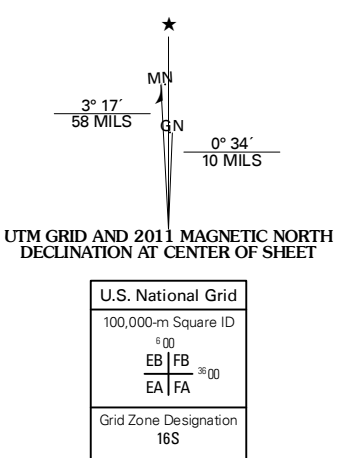 ★
MN
3° 17´
58 MILS
GN
0° 34´
10 MILS
UTM GRID AND 2011 MAGNETIC NORTH
DECLINATION AT CENTER OF SHEET
U.S. National Grid
100,000-m Square ID
6 00
EB FB
36 00
EA FA
Grid Zone Designation
16S